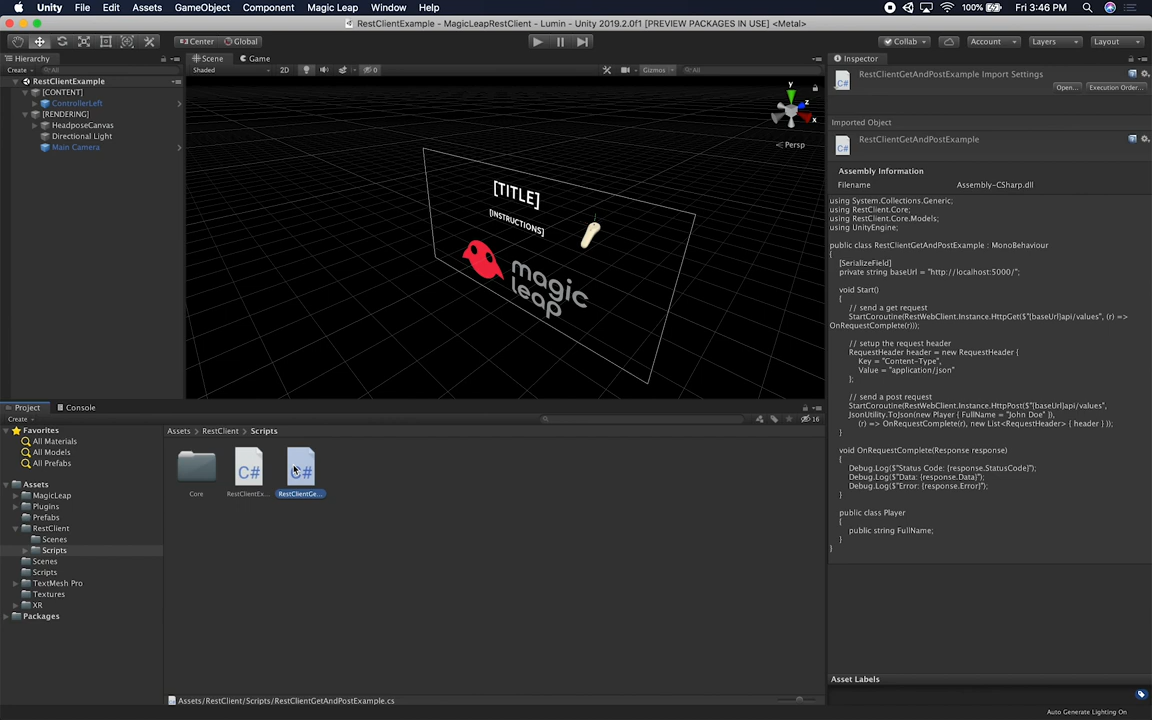 Unity File Edit Assets GameObject Component Magic Leap Window Help 100% Fri 3:46 PM
RestClientExample - MagicLeapRestClient - Lumin - Unity 2019.2.0f1 [PREVIEW PACKAGES IN USE] <Metal>
Center Global Collab Account Layers Layout
Hierarchy
Create All
RestClientExample
[CONTENT]
ControllerLeft
[RENDERING]
HeadposeCanvas
Directional Light
Main Camera
Scene Game
Shaded 2D 0 Gizmos All
y
z
x
Persp
[TITLE]
[INSTRUCTIONS]
magic
leap
Inspector
RestClientGetAndPostExample Import Settings
Open... Execution Order...
Imported Object
RestClientGetAndPostExample
Assembly Information
Filename Assembly-CSharp.dll
using System.Collections.Generic;
using RestClient.Core;
using RestClient.Core.Models;
using UnityEngine;
public class RestClientGetAndPostExample : MonoBehaviour
{
[SerializeField]
private string baseUrl = "http://localhost:5000/";
void Start()
{
// send a get request
StartCoroutine(RestWebClient.Instance.HttpGet($"{baseUrl}api/values", (r) =>
OnRequestComplete(r)));
// setup the request header
RequestHeader header = new RequestHeader {
Key = "Content-Type",
Value = "application/json"
};
// send a post request
StartCoroutine(RestWebClient.Instance.HttpPost($"{baseUrl}api/values",
JsonUtility.ToJson(new Player { FullName = "John Doe" }),
(r) => OnRequestComplete(r), new List<RequestHeader> { header } ));
}
void OnRequestComplete(Response response)
{
Debug.Log($"Status Code: {response.StatusCode}");
Debug.Log($"Data: {response.Data}");
Debug.Log($"Error: {response.Error}");
}
public class Player
{
public string FullName;
}
}
Project Console
Create 16
Favorites
All Materials
All Models
All Prefabs
Assets
MagicLeap
Plugins
Prefabs
RestClient
Scenes
Scripts
Scenes
Scripts
TextMesh Pro
Textures
XR
Packages
Assets RestClient Scripts
C# C#
Core RestClientEx... RestClientGe...
Assets/RestClient/Scripts/RestClientGetAndPostExample.cs
Asset Labels
Auto Generate Lighting On